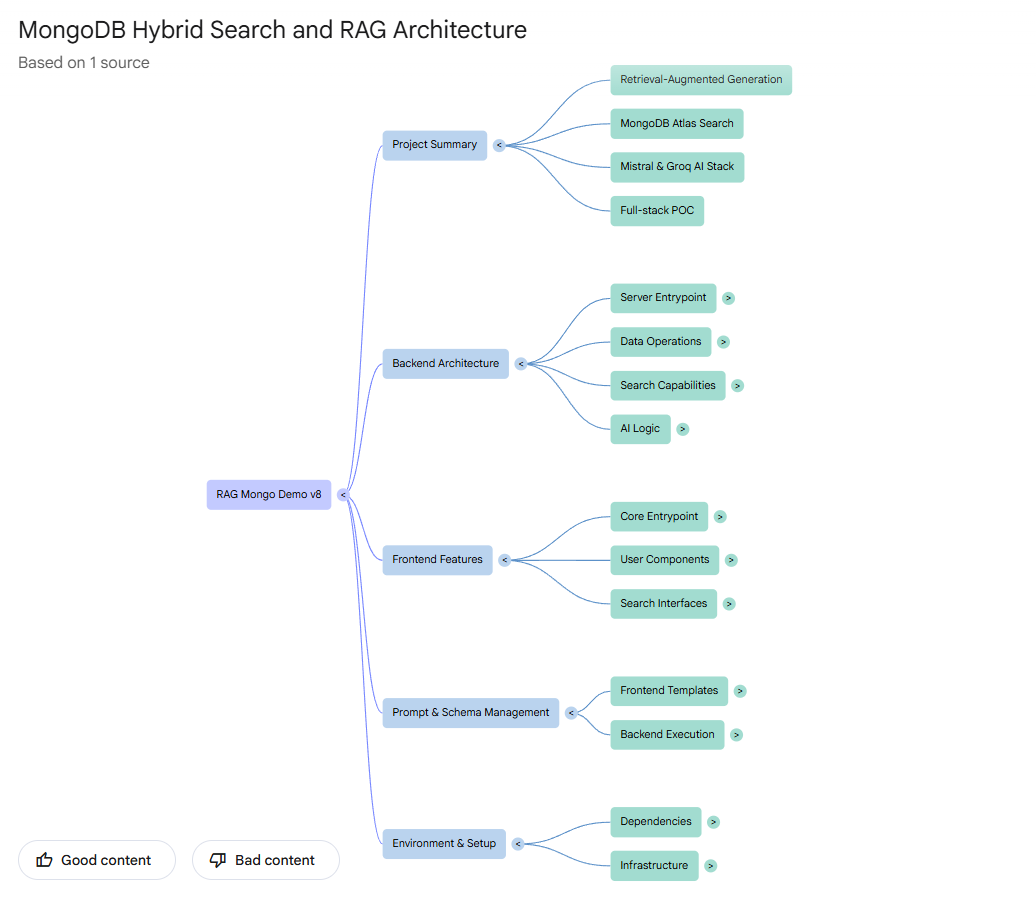 MongoDB Hybrid Search and RAG Architecture
Based on 1 source
RAG Mongo Demo v8
<
Project Summary
<
Retrieval-Augmented Generation
MongoDB Atlas Search
Mistral & Groq AI Stack
Full-stack POC
Backend Architecture
<
Server Entrypoint
>
Data Operations
>
Search Capabilities
>
AI Logic
>
Frontend Features
<
Core Entrypoint
>
User Components
>
Search Interfaces
>
Prompt & Schema Management
<
Frontend Templates
>
Backend Execution
>
Environment & Setup
<
Dependencies
>
Infrastructure
>
Good content
Bad content